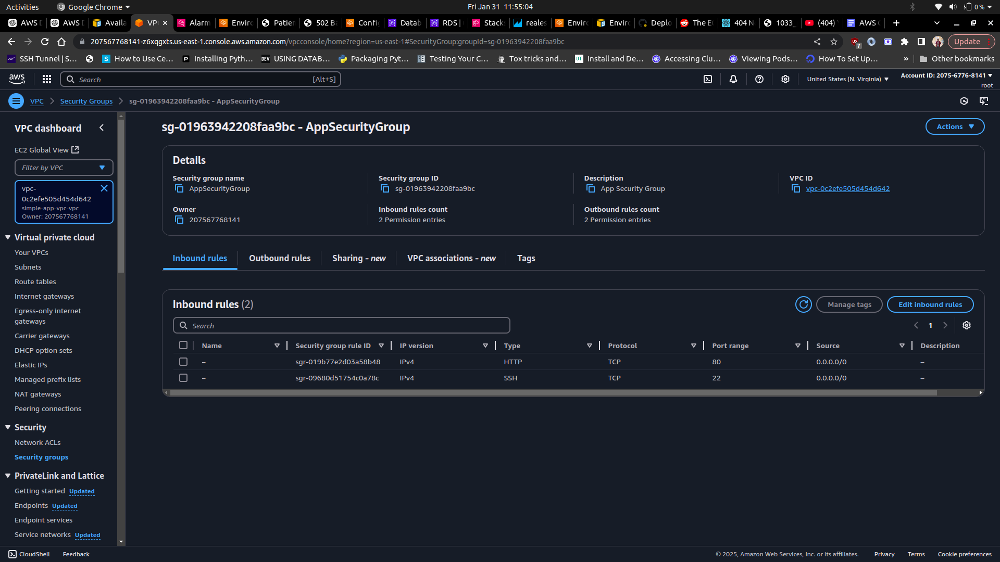 Activities
Google Chrome
Fri Jan 31 11:55:04
0 %
AWS D
AWS D
Availa
VPC
Alarm
Enviro
Patien
502 Ba
Config
Datab
RDS |
Stacks
reales
Enviro
Enviro
Deplo
The EC
404 N
1033_
(404)
AWS
207567768141-z6xqgxts.us-east-1.console.aws.amazon.com/vpcconsole/home?region=us-east-1#SecurityGroup:groupId=sg-01963942208faa9bc
7
Update
SSH Tunnel | S...
How to Use Ce...
Installing Pyth...
DEV USING DATAB...
Packaging Pyt...
Testing Your C...
Tox tricks and...
UT Install and De...
Accessing Clu...
Viewing Pods...
How To Set Up...
»
Other bookmarks
aws
Search
[Alt+S]
United States (N. Virginia)
Account ID: 2075-6776-8141
root
VPC
Security Groups
sg-01963942208faa9bc - AppSecurityGroup
VPC dashboard
EC2 Global View
Filter by VPC
vpc-
0c2efe505d454d642
simple-app-vpc-vpc
Owner: 207567768141
Virtual private cloud
Your VPCs
Subnets
Route tables
Internet gateways
Egress-only internet
gateways
Carrier gateways
DHCP option sets
Elastic IPs
Managed prefix lists
NAT gateways
Peering connections
Security
Network ACLs
Security groups
PrivateLink and Lattice
Getting started Updated
Endpoints Updated
Endpoint services
Service networks Updated
sg-01963942208faa9bc - AppSecurityGroup
Actions
Details
Security group name
AppSecurityGroup
Security group ID
sg-01963942208faa9bc
Description
App Security Group
VPC ID
vpc-0c2efe505d454d642
Owner
207567768141
Inbound rules count
2 Permission entries
Outbound rules count
2 Permission entries
Inbound rules
Outbound rules
Sharing - new
VPC associations - new
Tags
Inbound rules (2)
Manage tags
Edit inbound rules
Search
1
Name Security group rule ID IP version Type Protocol Port range Source Description
– sgr-019b77e2d03a58b48 IPv4 HTTP TCP 80 0.0.0.0/0 –
– sgr-09680d51754c0a78c IPv4 SSH TCP 22 0.0.0.0/0 –
CloudShell
Feedback
© 2025, Amazon Web Services, Inc. or its affiliates.
Privacy
Terms
Cookie preferences